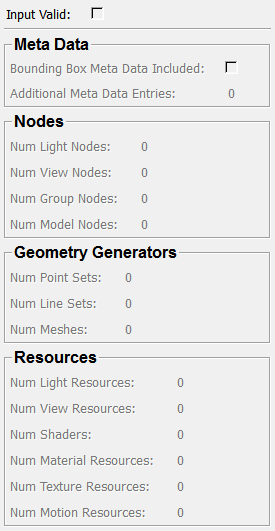 Input Valid:
Meta Data
Bounding Box Meta Data Included:
Additional Meta Data Entries: 0
Nodes
Num Light Nodes: 0
Num View Nodes: 0
Num Group Nodes: 0
Num Model Nodes: 0
Geometry Generators
Num Point Sets: 0
Num Line Sets: 0
Num Meshes: 0
Resources
Num Light Resources: 0
Num View Resources: 0
Num Shaders: 0
Num Material Resources: 0
Num Texture Resources: 0
Num Motion Resources: 0